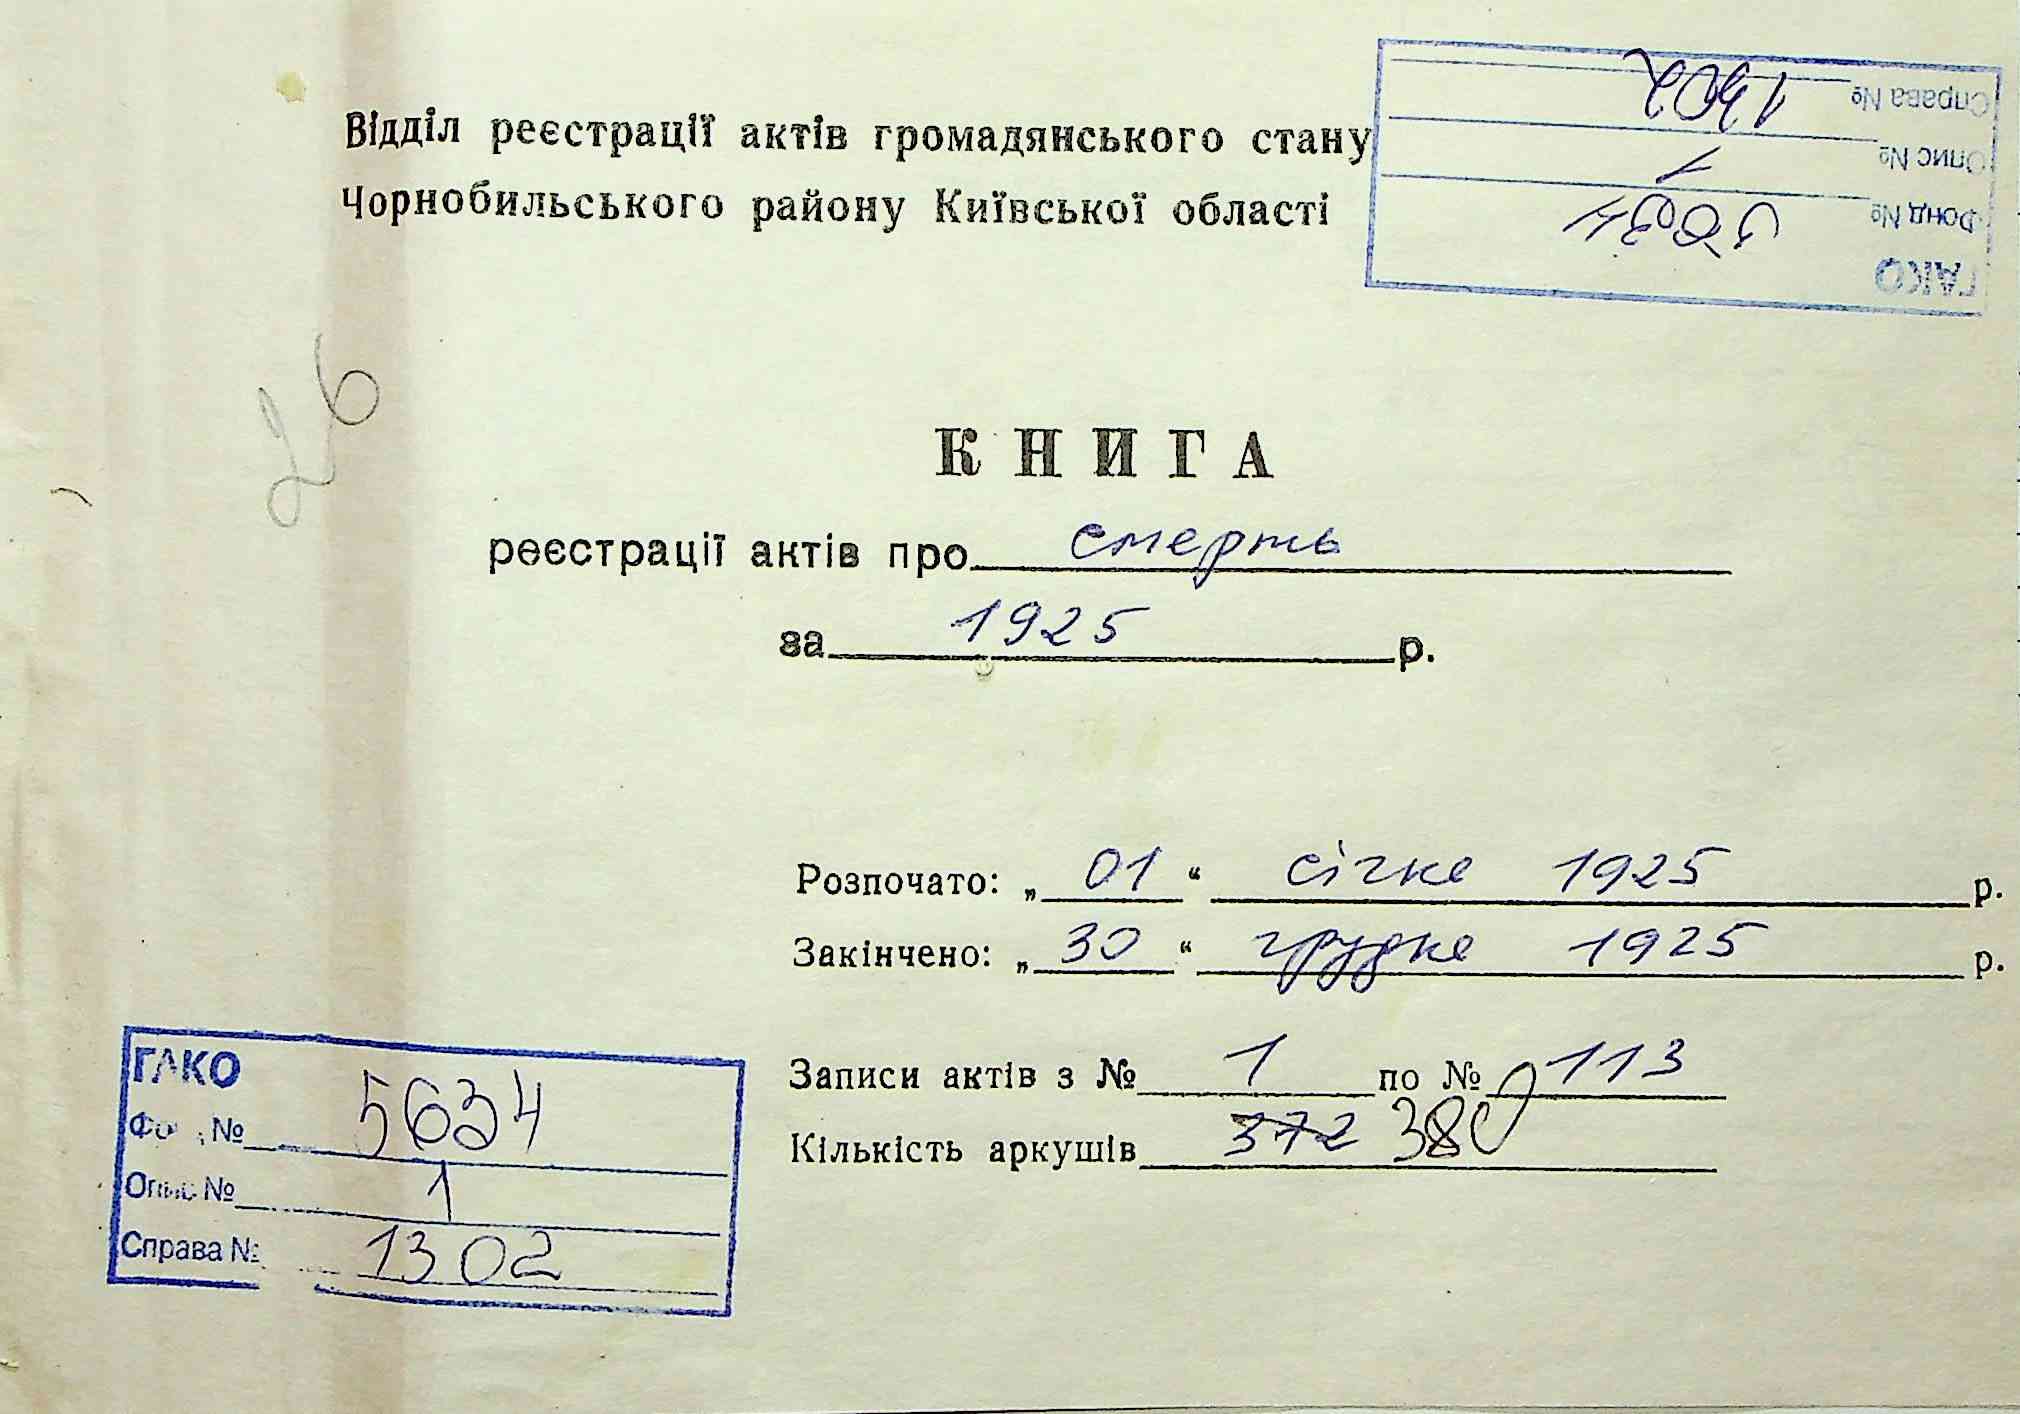 Відділ реєстрації актів громадянського стану
Чорнобильського району Київської області
ГАКО
Фонд № 5634
Опис № 1
Справа № 1302
26
КНИГА
реєстрації актів про смерть
за 1925 р.
Розпочато: „01“ січня 1925 р.
Закінчено: „30“ грудня 1925 р.
Записи актів з № 1 по № 113
Кількість аркушів 372 380
ГАКО
Фонд № 5634
Опис № 1
Справа № 1302